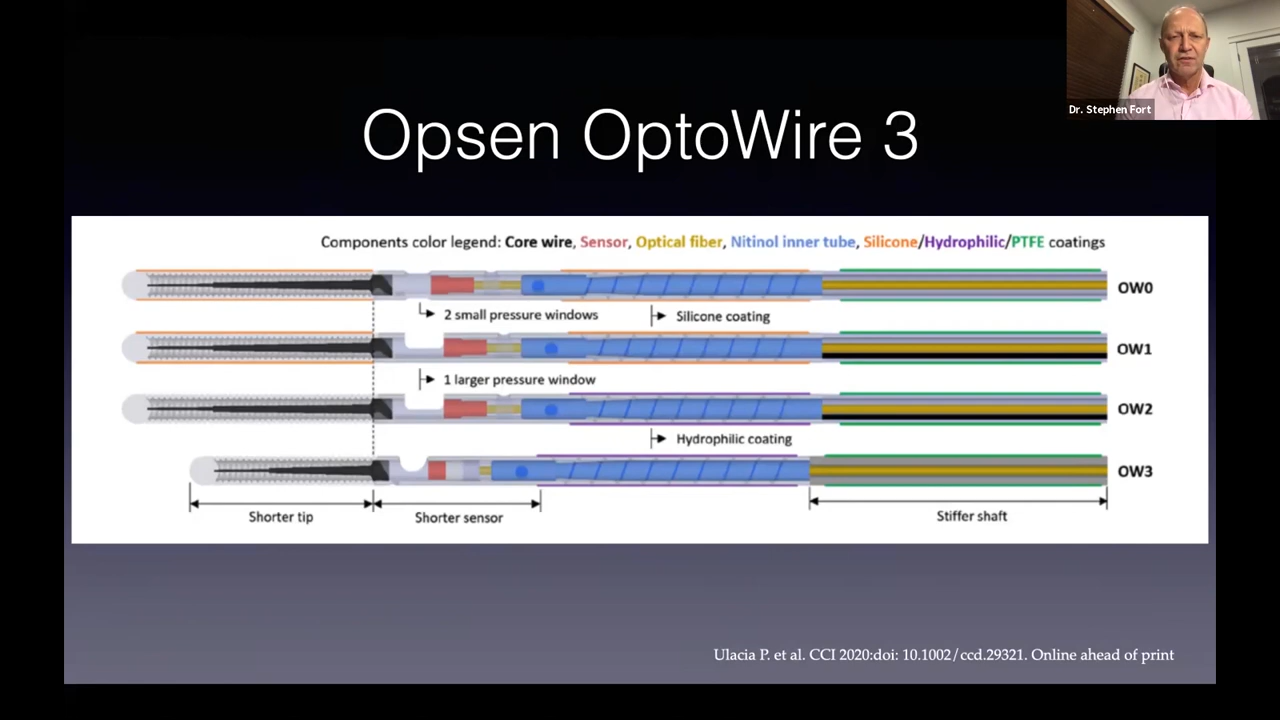 Dr. Stephen Fort
Opsen OptoWire 3
Components color legend: Core wire, Sensor, Optical fiber, Nitinol inner tube, Silicone/Hydrophilic/PTFE coatings
OW0
2 small pressure windows
Silicone coating
OW1
1 larger pressure window
OW2
Hydrophilic coating
OW3
Shorter tip
Shorter sensor
Stiffer shaft
Ulacia P. et al. CCI 2020:doi: 10.1002/ccd.29321. Online ahead of print